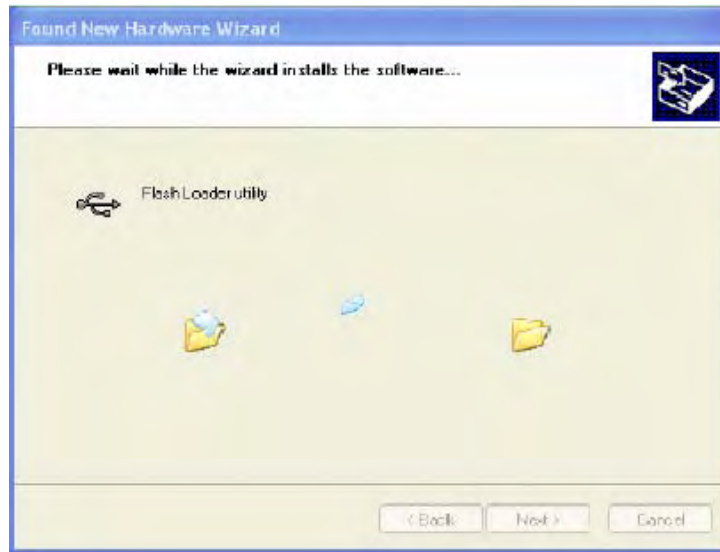 Found New Hardware Wizard
Please wait while the wizard installs the software...
Flash Loader utility
< Back
Next >
Cancel